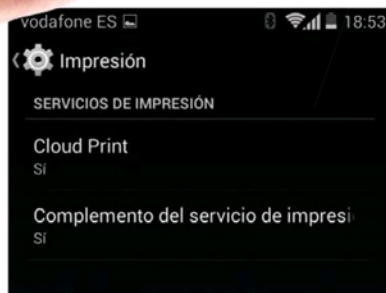 vodafone ES 18:53
Impresión
SERVICIOS DE IMPRESIÓN
Cloud Print
Sí
Complemento del servicio de impresi
Sí